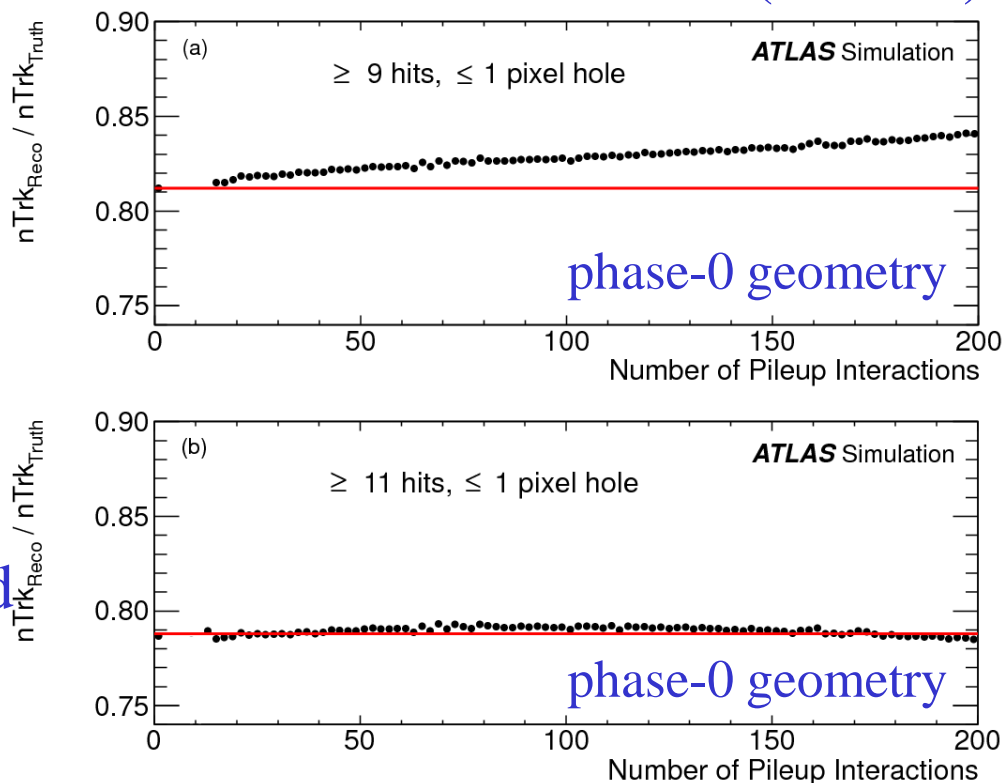 0.90
(a)
ATLAS Simulation
≥ 9 hits, ≤ 1 pixel hole
0.85
0.80
0.75
nTrkReco / nTrkTruth
phase-0 geometry
0 50 100 150 200
Number of Pileup Interactions
0.90
(b)
ATLAS Simulation
≥ 11 hits, ≤ 1 pixel hole
0.85
0.80
0.75
nTrkReco / nTrkTruth
phase-0 geometry
0 50 100 150 200
Number of Pileup Interactions